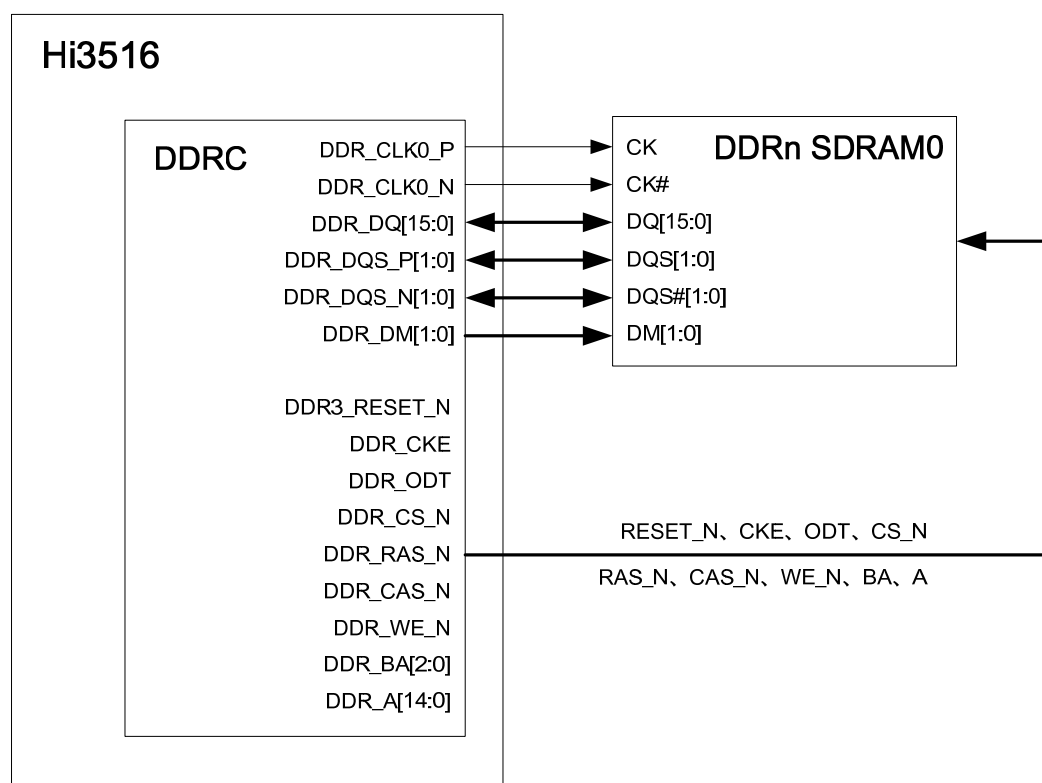 Hi3516
DDRC
DDR_CLK0_P
DDR_CLK0_N
DDR_DQ[15:0]
DDR_DQS_P[1:0]
DDR_DQS_N[1:0]
DDR_DM[1:0]
DDR3_RESET_N
DDR_CKE
DDR_ODT
DDR_CS_N
DDR_RAS_N
DDR_CAS_N
DDR_WE_N
DDR_BA[2:0]
DDR_A[14:0]
DDRn SDRAM0
CK
CK#
DQ[15:0]
DQS[1:0]
DQS#[1:0]
DM[1:0]
RESET_N、CKE、ODT、CS_N
RAS_N、CAS_N、WE_N、BA、A